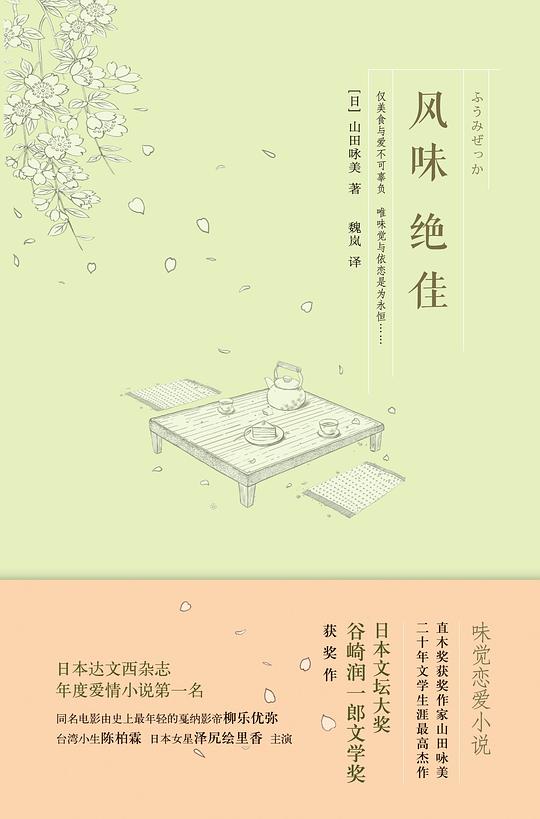 ふうみぜっか
风味绝佳
仅美食与爱不可辜负 唯味觉与依恋是为永恒……
[日] 山田咏美 著 魏岚 译
味觉恋爱小说
直木奖获奖作家山田咏美
二十年文学生涯最高杰作
日本文坛大奖
谷崎润一郎文学奖
获奖作
日本达文西杂志
年度爱情小说第一名
同名电影由史上最年轻的戛纳影帝柳乐优弥
台湾小生陈柏霖 日本女星泽尻绘里香 主演